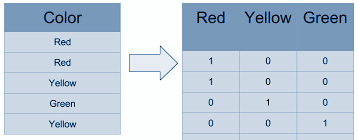 Color
Red
Red
Yellow
Green
Yellow
Red Yellow Green
1 0 0
1 0 0
0 1 0
0 0 1